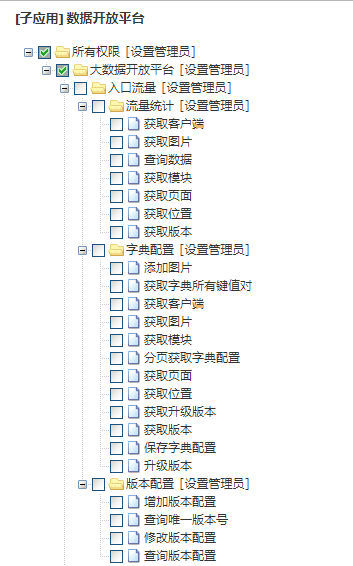 [子应用] 数据开放平台
所有权限 [设置管理员]
大数据开放平台 [设置管理员]
入口流量 [设置管理员]
流量统计 [设置管理员]
获取客户端
获取图片
查询数据
获取模块
获取页面
获取位置
获取版本
字典配置 [设置管理员]
添加图片
获取字典所有键值对
获取客户端
获取图片
获取模块
分页获取字典配置
获取页面
获取位置
获取升级版本
获取版本
保存字典配置
升级版本
版本配置 [设置管理员]
增加版本配置
查询唯一版本号
修改版本配置
查询版本配置